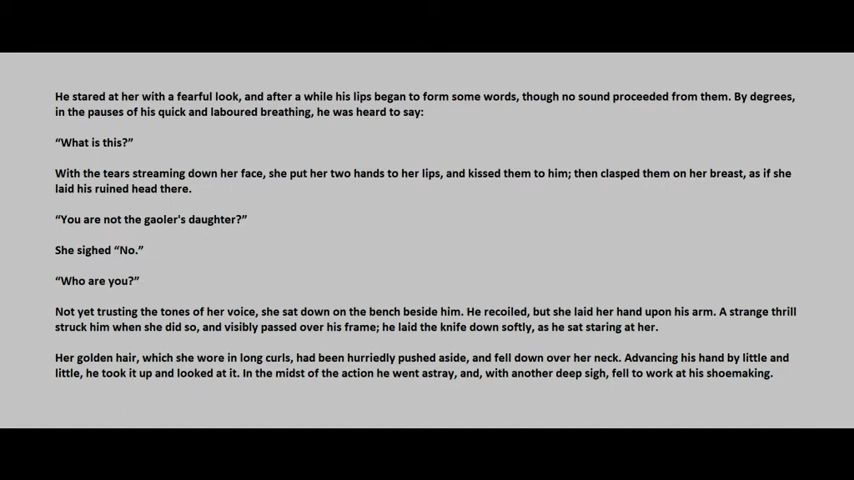 He stared at her with a fearful look, and after a while his lips began to form some words, though no sound proceeded from them. By degrees,
in the pauses of his quick and laboured breathing, he was heard to say:
“What is this?”
With the tears streaming down her face, she put her two hands to her lips, and kissed them to him; then clasped them on her breast, as if she
laid his ruined head there.
“You are not the gaoler's daughter?”
She sighed “No.”
“Who are you?”
Not yet trusting the tones of her voice, she sat down on the bench beside him. He recoiled, but she laid her hand upon his arm. A strange thrill
struck him when she did so, and visibly passed over his frame; he laid the knife down softly, as he sat staring at her.
Her golden hair, which she wore in long curls, had been hurriedly pushed aside, and fell down over her neck. Advancing his hand by little and
little, he took it up and looked at it. In the midst of the action he went astray, and, with another deep sigh, fell to work at his shoemaking.